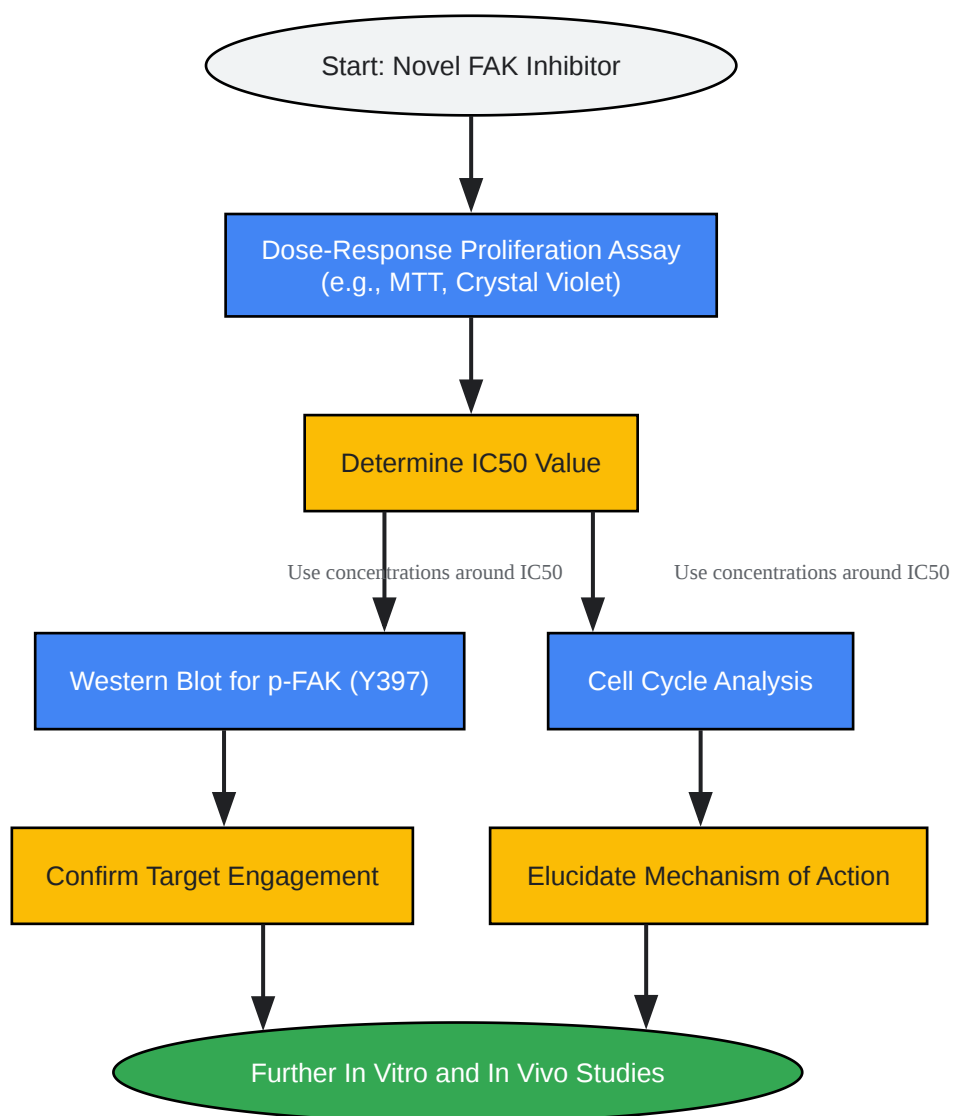 Start: Novel FAK Inhibitor
Dose-Response Proliferation Assay
(e.g., MTT, Crystal Violet)
Determine IC50 Value
Use concentrations around IC50
Use concentrations around IC50
Western Blot for p-FAK (Y397)
Cell Cycle Analysis
Confirm Target Engagement
Elucidate Mechanism of Action
Further In Vitro and In Vivo Studies